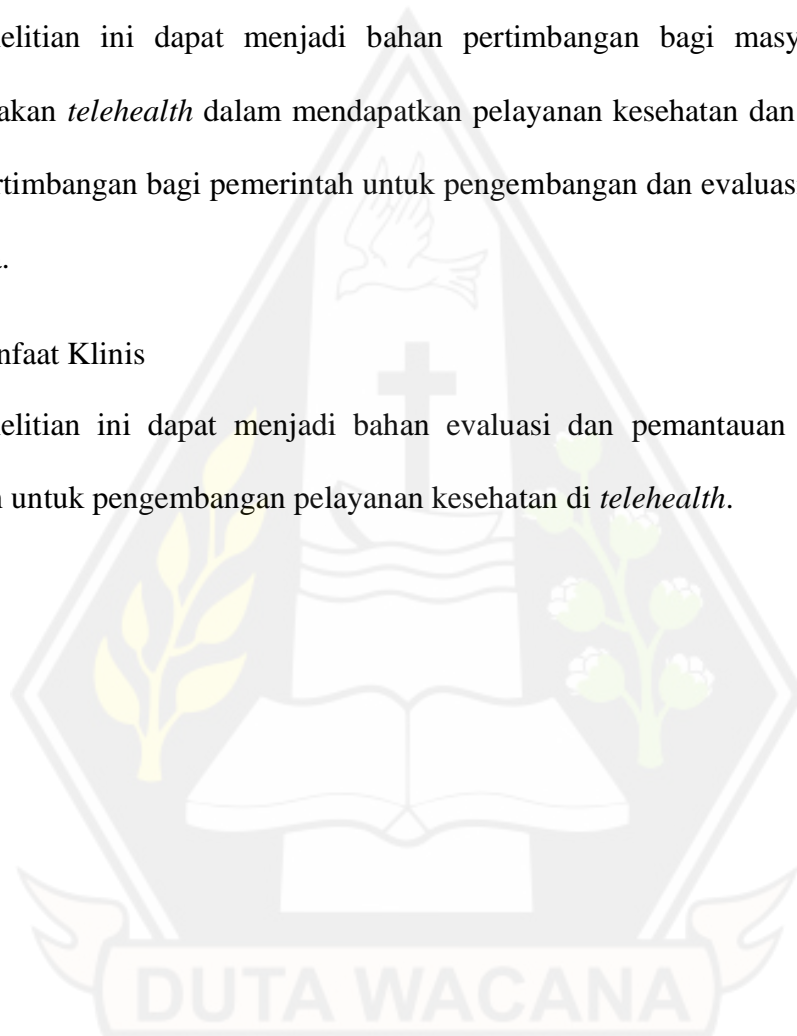 elitian ini dapat menjadi bahan pertimbangan bagi masy
akan telehealth dalam mendapatkan pelayanan kesehatan dan
rtimbangan bagi pemerintah untuk pengembangan dan evaluas
.
nfaat Klinis
elitian ini dapat menjadi bahan evaluasi dan pemantauan
untuk pengembangan pelayanan kesehatan di telehealth.
DUTA WACANA